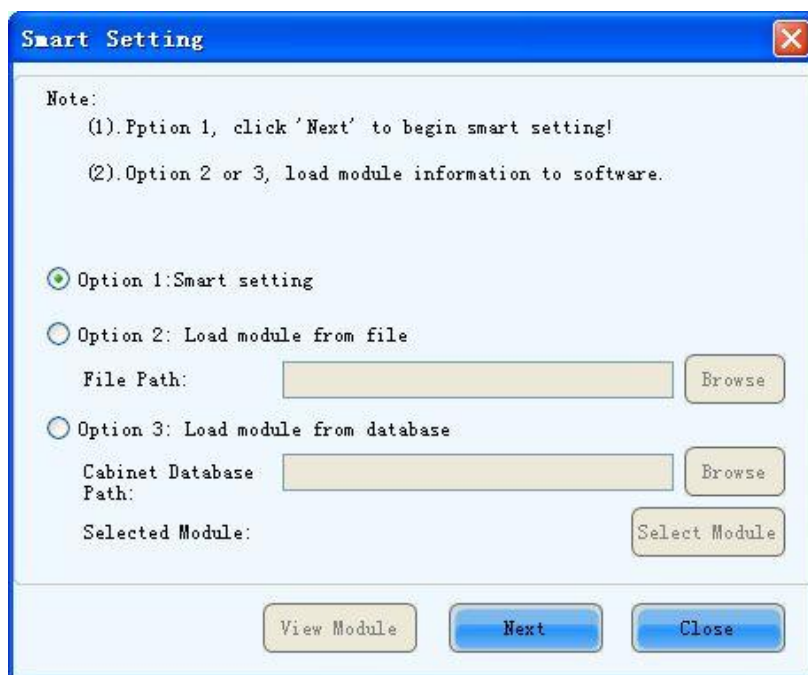 Smart Setting
Note:
(1).Pption 1, click 'Next' to begin smart setting!
(2).Option 2 or 3, load module information to software.
Option 1:Smart setting
Option 2: Load module from file
File Path:
Browse
Option 3: Load module from database
Cabinet Database
Path:
Browse
Selected Module:
Select Module
View Module
Next
Close